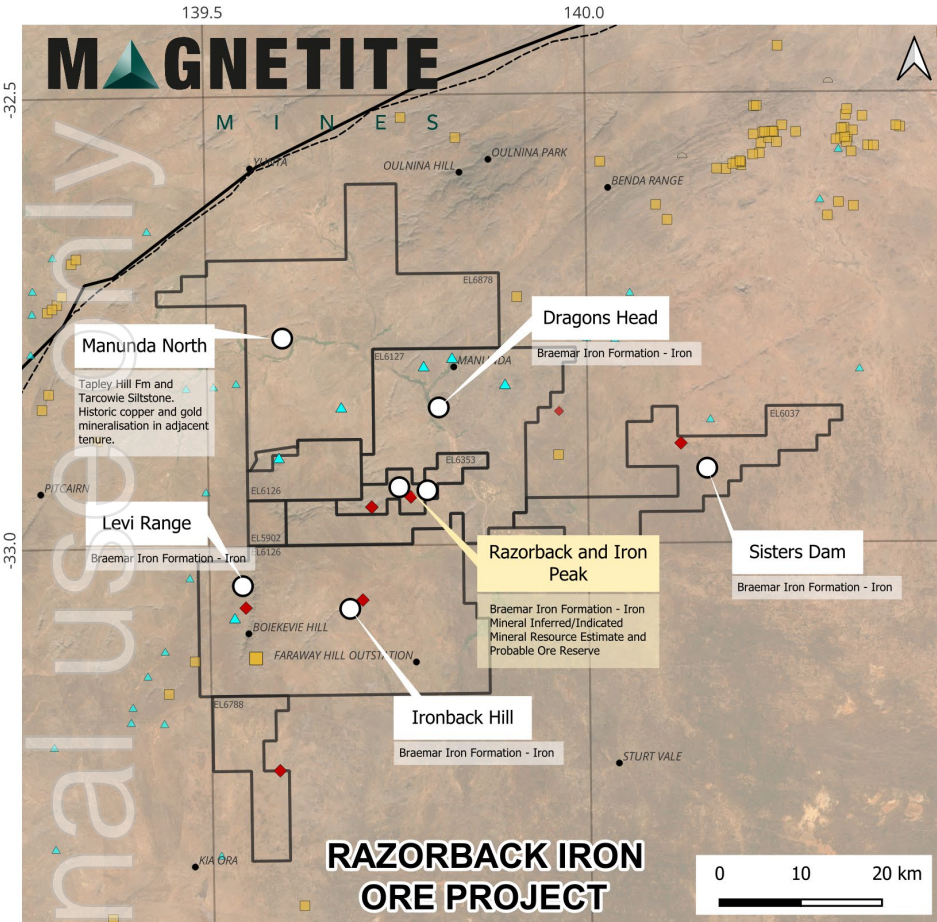 139.5
140.0
-32.5
MAGNETITE
MINES
YUNTA
OULNINA HILL
OULNINA PARK
BENDA RANGE
EL6878
Dragons Head
Braemar Iron Formation - Iron
Manunda North
Tapley Hill Fm and
Tarcowie Siltstone.
Historic copper and gold
mineralisation in adjacent
tenure.
EL6127
MANUNDA
EL6037
EL6353
PITCAIRN
EL6126
Levi Range
Braemar Iron Formation - Iron
EL5902
EL6126
-33.0
Razorback and Iron
Peak
Braemar Iron Formation - Iron
Mineral Inferred/Indicated
Mineral Resource Estimate and
Probable Ore Reserve
Sisters Dam
Braemar Iron Formation - Iron
BOIEKEVIE HILL
FARAWAY HILL OUTSTATION
EL6788
Ironback Hill
Braemar Iron Formation - Iron
STURT VALE
KIA ORA
RAZORBACK IRON
ORE PROJECT
0 10 20 km
nal use only